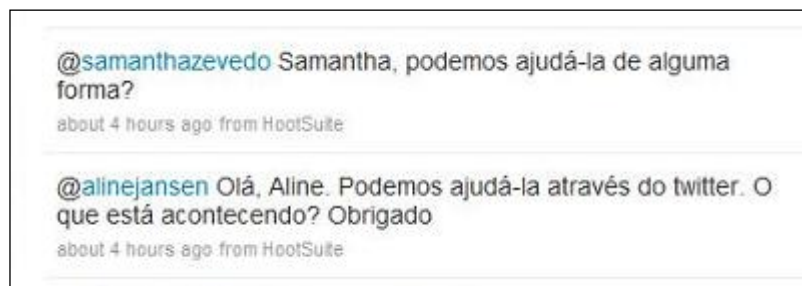 @samanthazevedo Samantha, podemos ajudá-la de alguma
forma?
about 4 hours ago from HootSuite
@alinejansen Olá, Aline. Podemos ajudá-la através do twitter. O
que está acontecendo? Obrigado
about 4 hours ago from HootSuite